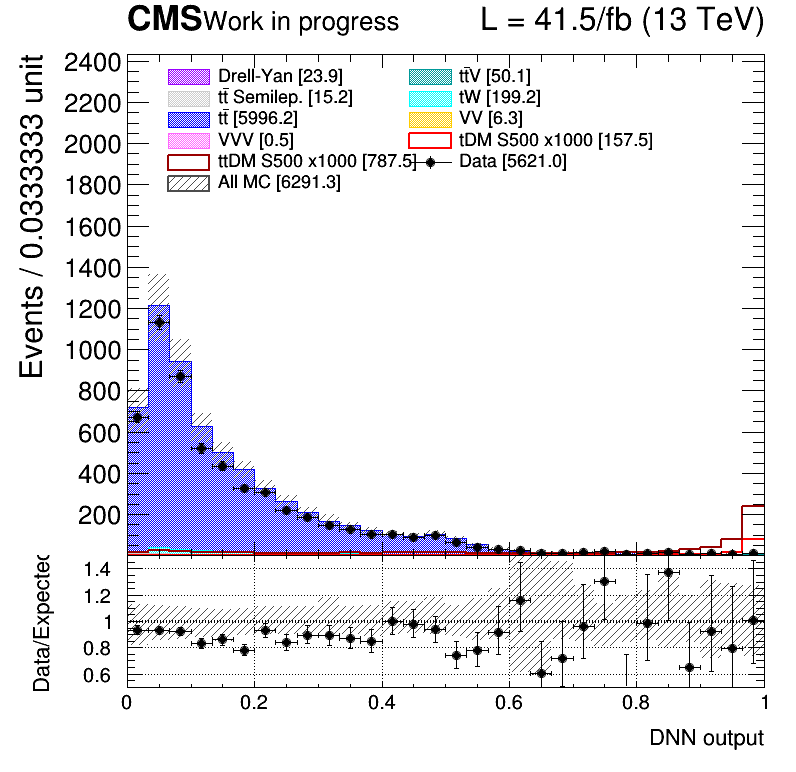 CMS Work in progress L = 41.5/fb (13 TeV)
Events / 0.0333333 unit
2400
2200
2000
1800
1600
1400
1200
1000
800
600
400
200
Drell-Yan [23.9]
tt̄ Semilep. [15.2]
tt̄ [5996.2]
VVV [0.5]
ttDM S500 x1000 [787.5]
All MC [6291.3]
tt̄V [50.1]
tW [199.2]
VV [6.3]
tDM S500 x1000 [157.5]
Data [5621.0]
Data/Expected
1.4
1.2
1
0.8
0.6
0 0.2 0.4 0.6 0.8 1
DNN output